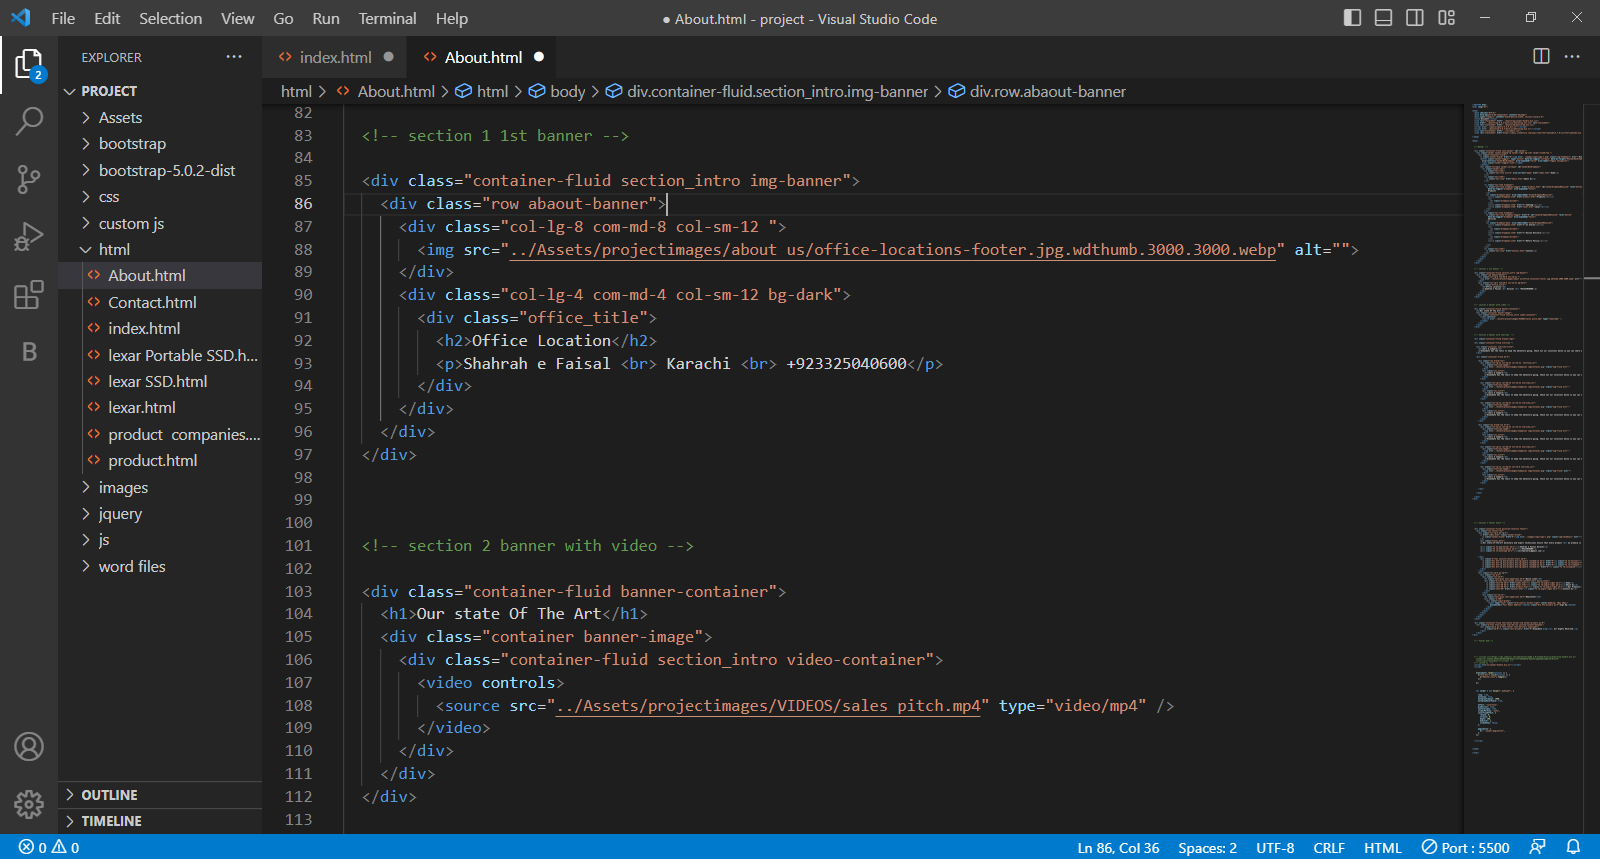 File Edit Selection View Go Run Terminal Help
● About.html - project - Visual Studio Code
EXPLORER ···
PROJECT
Assets
bootstrap
bootstrap-5.0.2-dist
css
custom js
html
About.html
Contact.html
index.html
lexar Portable SSD.h...
lexar SSD.html
lexar.html
product companies....
product.html
images
jquery
js
word files
OUTLINE
TIMELINE
2
B
index.html ● About.html ●
html > About.html > html > body > div.container-fluid.section_intro.img-banner > div.row.abaout-banner
82
83 <!-- section 1 1st banner -->
84
85 <div class="container-fluid section_intro img-banner">
86 <div class="row abaout-banner">
87 <div class="col-lg-8 com-md-8 col-sm-12 ">
88 <img src="../Assets/projectimages/about us/office-locations-footer.jpg.wdthumb.3000.3000.webp" alt="">
89 </div>
90 <div class="col-lg-4 com-md-4 col-sm-12 bg-dark">
91 <div class="office_title">
92 <h2>Office Location</h2>
93 <p>Shahrah e Faisal <br> Karachi <br> +923325040600</p>
94 </div>
95 </div>
96 </div>
97 </div>
98
99
100
101 <!-- section 2 banner with video -->
102
103 <div class="container-fluid banner-container">
104 <h1>Our state Of The Art</h1>
105 <div class="container banner-image">
106 <div class="container-fluid section_intro video-container">
107 <video controls>
108 <source src="../Assets/projectimages/VIDEOS/sales pitch.mp4" type="video/mp4" />
109 </video>
110 </div>
111 </div>
112 </div>
113
0 0
Ln 86, Col 36 Spaces: 2 UTF-8 CRLF HTML Port : 5500